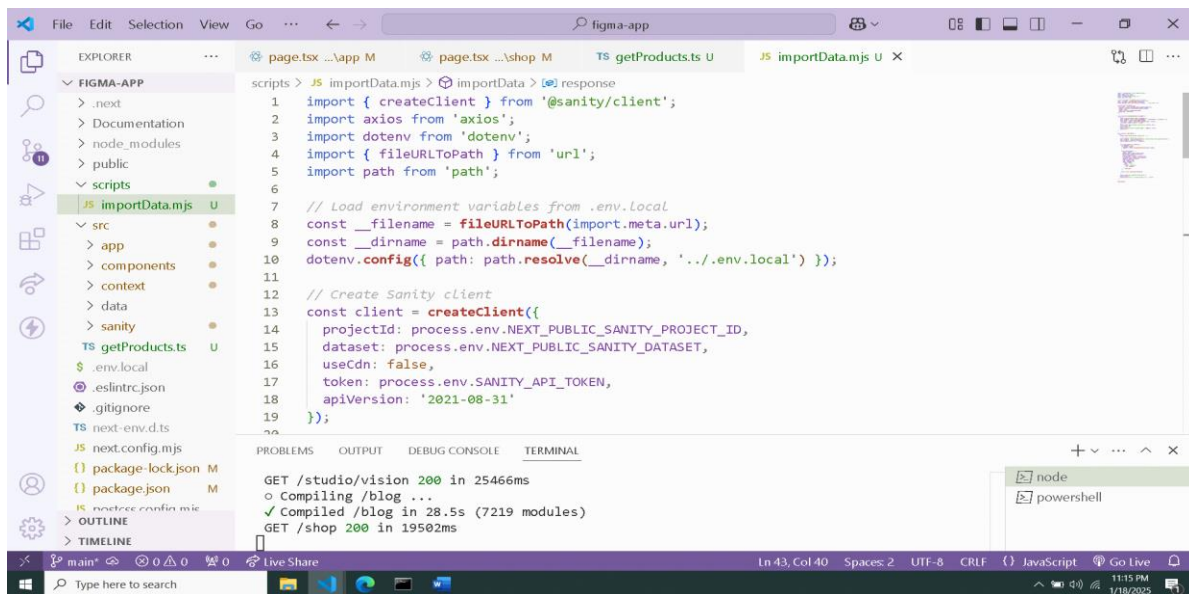 File Edit Selection View Go ··· figma-app
EXPLORER ···
FIGMA-APP
.next
Documentation
node_modules
public
scripts
JS importData.mjs U
src
app
components
context
data
sanity
TS getProducts.ts U
$ .env.local
.eslintrc.json
.gitignore
TS next-env.d.ts
JS next.config.mjs
{} package-lock.json M
{} package.json M
JS postcss.config.mjs
OUTLINE
TIMELINE
11
page.tsx ...\app M page.tsx ...\shop M TS getProducts.ts U JS importData.mjs U ···
scripts > JS importData.mjs > importData > response
1 import { createClient } from '@sanity/client';
2 import axios from 'axios';
3 import dotenv from 'dotenv';
4 import { fileURLToPath } from 'url';
5 import path from 'path';
6
7 // Load environment variables from .env.local
8 const __filename = fileURLToPath(import.meta.url);
9 const __dirname = path.dirname(__filename);
10 dotenv.config({ path: path.resolve(__dirname, '../.env.local') });
11
12 // Create Sanity client
13 const client = createClient({
14 projectId: process.env.NEXT_PUBLIC_SANITY_PROJECT_ID,
15 dataset: process.env.NEXT_PUBLIC_SANITY_DATASET,
16 useCdn: false,
17 token: process.env.SANITY_API_TOKEN,
18 apiVersion: '2021-08-31'
19 });
20
PROBLEMS OUTPUT DEBUG CONSOLE TERMINAL ···
GET /studio/vision 200 in 25466ms
○ Compiling /blog ...
✓ Compiled /blog in 28.5s (7219 modules)
GET /shop 200 in 19502ms
node
powershell
main* 0 0 0 Live Share Ln 43, Col 40 Spaces: 2 UTF-8 CRLF {} JavaScript Go Live
Type here to search 11:15 PM
1/18/2025